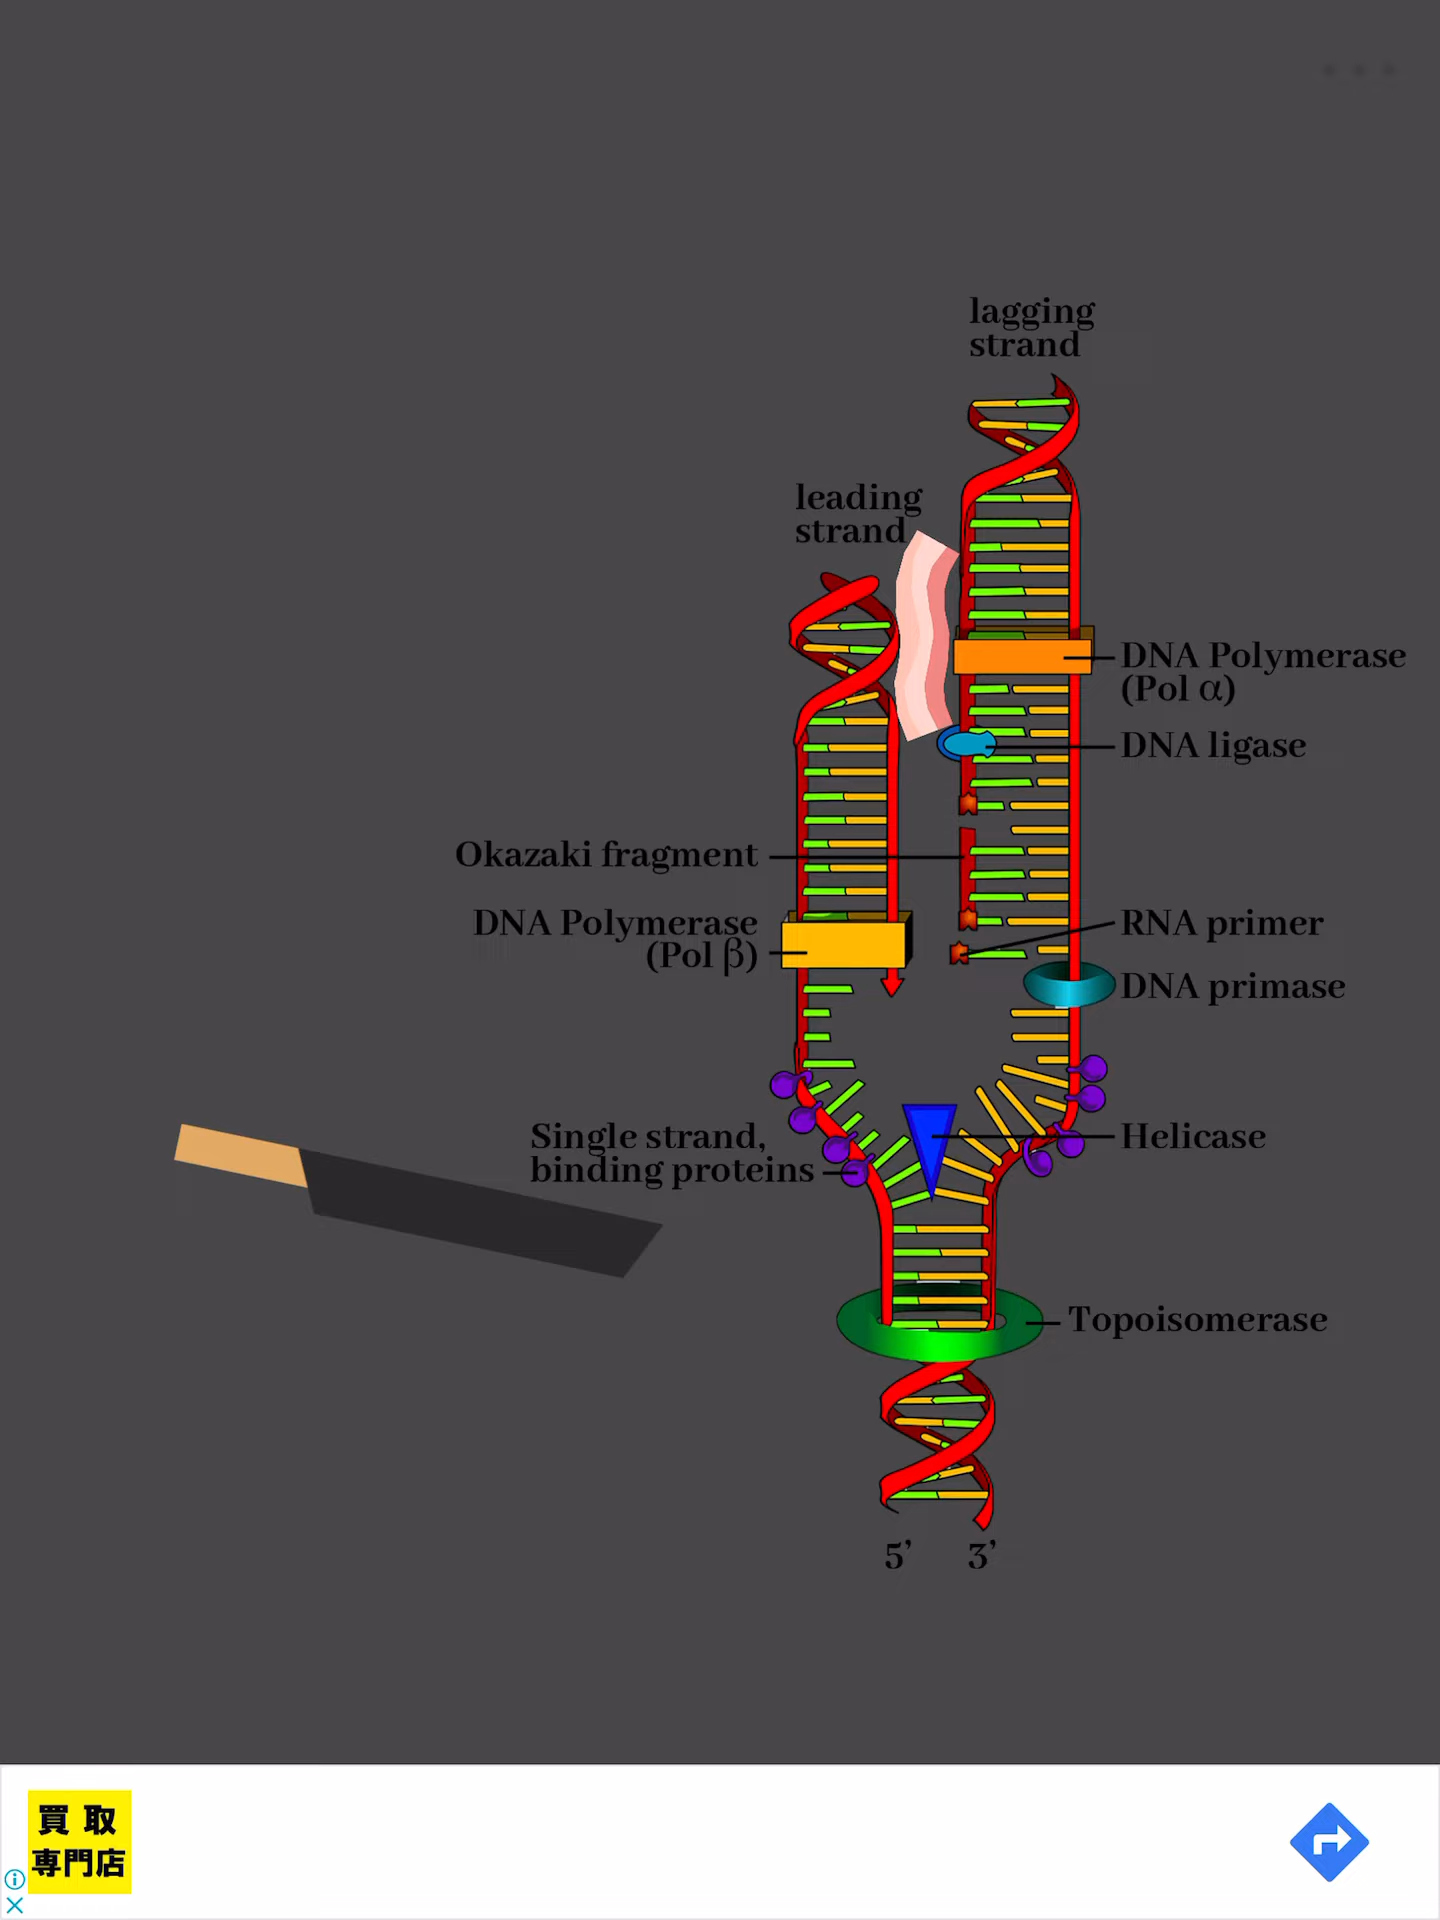 lagging
strand
leading
strand
DNA Polymerase
(Pol α)
DNA ligase
Okazaki fragment
DNA Polymerase
(Pol β)
RNA primer
DNA primase
Single strand,
binding proteins
Helicase
Topoisomerase
5’ 3’
買取
専門店